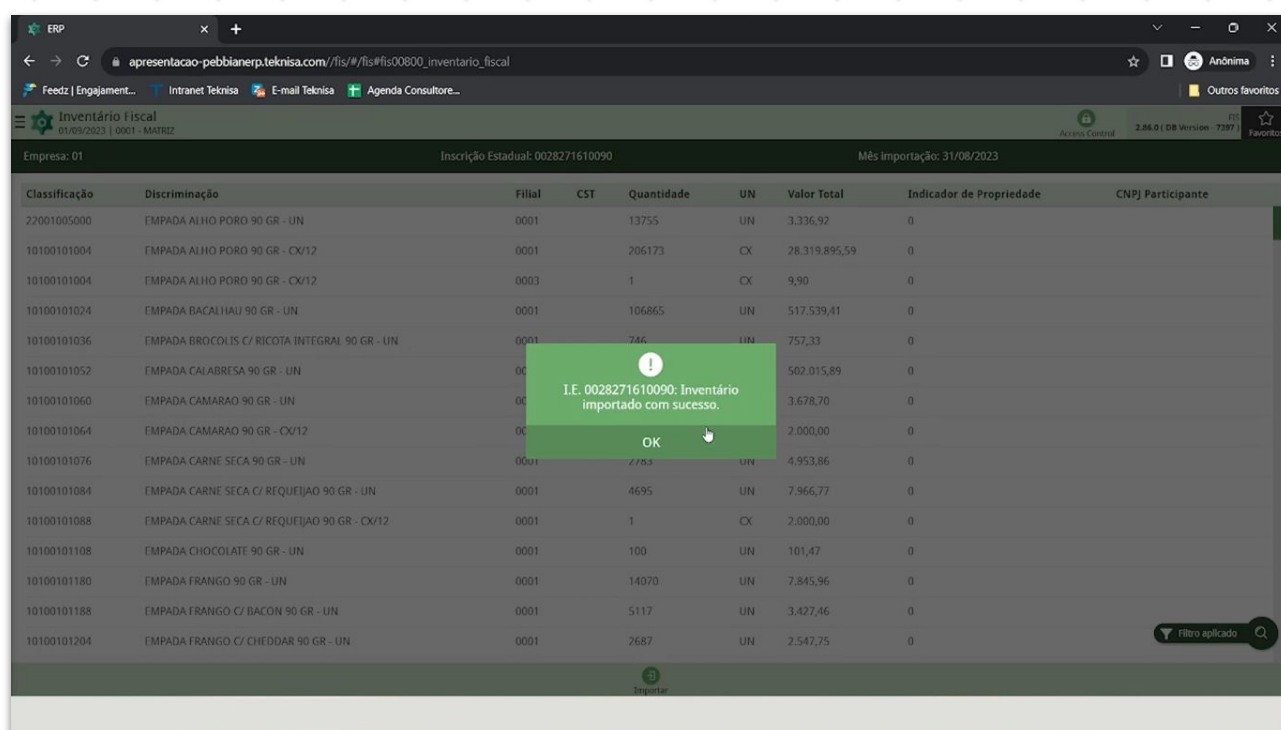 ERP
apresentacao-pebbianerp.teknisa.com//fis/#/fis#fis00800_inventario_fiscal
Anônima
Feedz | Engajament... Intranet Teknisa E-mail Teknisa Agenda Consultore...
Outros favoritos
Inventário Fiscal
01/09/2023 | 0001 - MATRIZ
Access Control
FIS
2.86.0 ( DB Version - 7397 )
Favoritos
Empresa: 01 Inscrição Estadual: 0028271610090 Mês importação: 31/08/2023
Classificação Discriminação Filial CST Quantidade UN Valor Total Indicador de Propriedade CNPJ Participante
22001005000 EMPADA ALHO PORO 90 GR - UN 0001 13755 UN 3.336,92 0
10100101004 EMPADA ALHO PORO 90 GR - CX/12 0001 206173 CX 28.319.895,59 0
10100101004 EMPADA ALHO PORO 90 GR - CX/12 0003 1 CX 9,90 0
10100101024 EMPADA BACALHAU 90 GR - UN 0001 106865 UN 517.539,41 0
10100101036 EMPADA BROCOLIS C/ RICOTA INTEGRAL 90 GR - UN 0001 746 UN 757,33 0
10100101052 EMPADA CALABRESA 90 GR - UN 502.015,89 0
10100101060 EMPADA CAMARAO 90 GR - UN 3.678,70 0
10100101064 EMPADA CAMARAO 90 GR - CX/12 2.000,00 0
10100101076 EMPADA CARNE SECA 90 GR - UN 0001 2783 UN 4.953,86 0
10100101084 EMPADA CARNE SECA C/ REQUEIJAO 90 GR - UN 0001 4695 UN 7.966,77 0
10100101088 EMPADA CARNE SECA C/ REQUEIJAO 90 GR - CX/12 0001 1 CX 2.000,00 0
10100101108 EMPADA CHOCOLATE 90 GR - UN 0001 100 UN 101,47 0
10100101180 EMPADA FRANGO 90 GR - UN 0001 14070 UN 7.845,96 0
10100101188 EMPADA FRANGO C/ BACON 90 GR - UN 0001 5117 UN 3.427,46 0
10100101204 EMPADA FRANGO C/ CHEDDAR 90 GR - UN 0001 2687 UN 2.547,75 0
I.E. 0028271610090: Inventário
importado com sucesso.
OK
Filtro aplicado
Importar